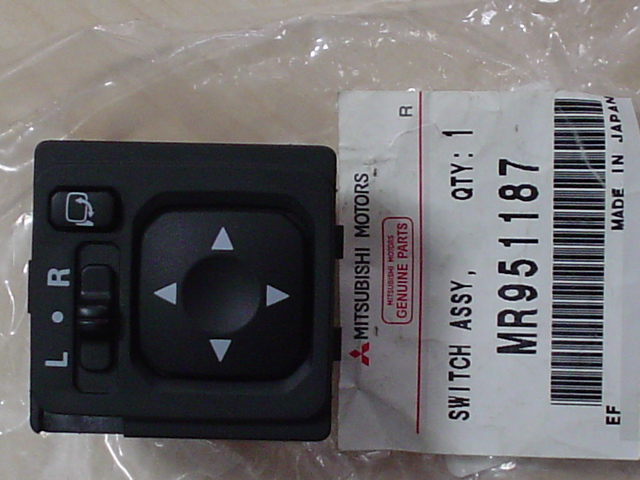 L • R
MITSUBISHI MOTORS
MITSUBISHI MOTORS
GENUINE PARTS
R
SWITCH ASSY, QTY: 1
MR951187
EF MADE IN JAPAN